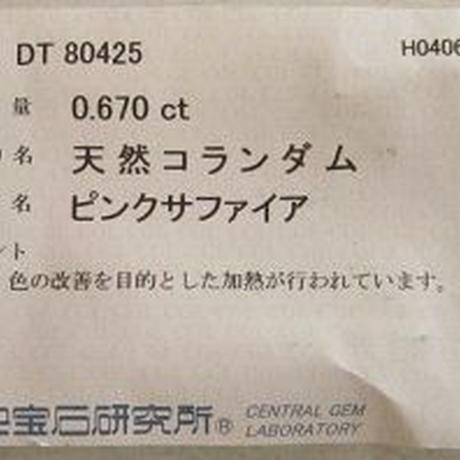 DT 80425 H0406
量 0.670 ct
名 天然コランダム
名 ピンクサファイア
ント
色の改善を目的とした加熱が行われています。
宝石研究所® CENTRAL GEM
LABORATORY